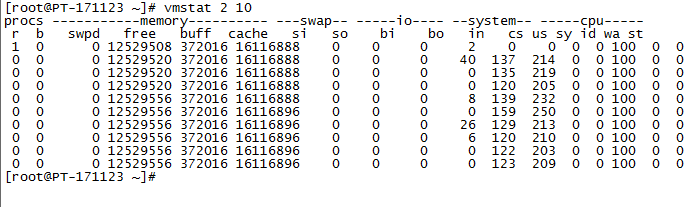 [root@PT-171123 ~]# vmstat 2 10
procs -----------memory---------- ---swap-- -----io---- --system-- -----cpu-----
r b swpd free buff cache si so bi bo in cs us sy id wa st
1 0 0 12529508 372016 16116888 0 0 0 2 0 0 0 0 100 0 0
0 0 0 12529520 372016 16116888 0 0 0 40 137 214 0 0 100 0 0
0 0 0 12529520 372016 16116888 0 0 0 0 135 219 0 0 100 0 0
0 0 0 12529520 372016 16116888 0 0 0 0 120 205 0 0 100 0 0
0 0 0 12529556 372016 16116888 0 0 0 8 139 232 0 0 100 0 0
0 0 0 12529556 372016 16116896 0 0 0 0 159 250 0 0 100 0 0
0 0 0 12529556 372016 16116896 0 0 0 26 129 213 0 0 100 0 0
0 0 0 12529556 372016 16116896 0 0 0 6 120 210 0 0 100 0 0
0 0 0 12529556 372016 16116896 0 0 0 0 122 203 0 0 100 0 0
0 0 0 12529556 372016 16116896 0 0 0 0 123 209 0 0 100 0 0
[root@PT-171123 ~]#